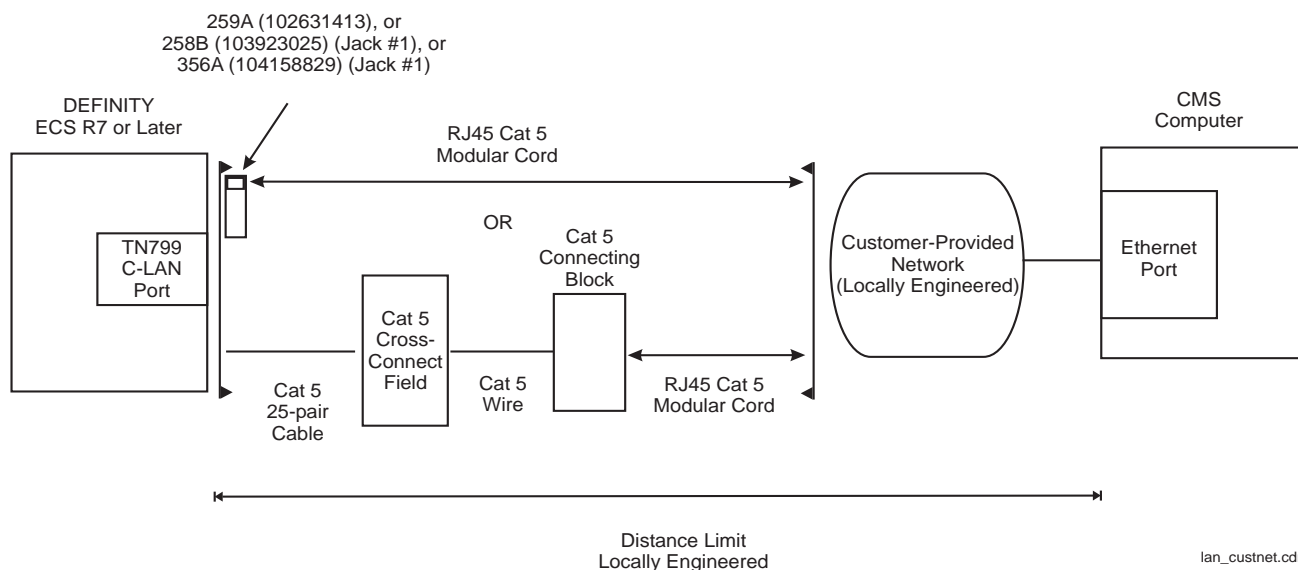 259A (102631413), or
258B (103923025) (Jack #1), or
356A (104158829) (Jack #1)
DEFINITY
ECS R7 or Later
CMS
Computer
RJ45 Cat 5
Modular Cord
OR
TN799
C-LAN
Port
Cat 5
Connecting
Block
Customer-Provided
Network
(Locally Engineered)
Ethernet
Port
Cat 5
Cross-
Connect
Field
Cat 5
25-pair
Cable
Cat 5
Wire
RJ45 Cat 5
Modular Cord
Distance Limit
Locally Engineered
lan_custnet.cd